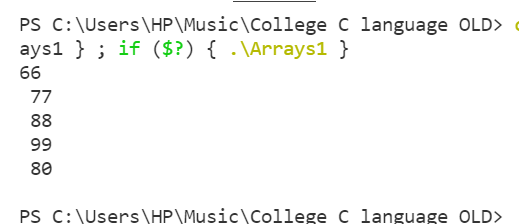 PS C:\Users\HP\Music\College C language OLD>
ays1 } ; if ($?) { .\Arrays1 }
66
77
88
99
80
PS C:\Users\HP\Music\College C language OLD>